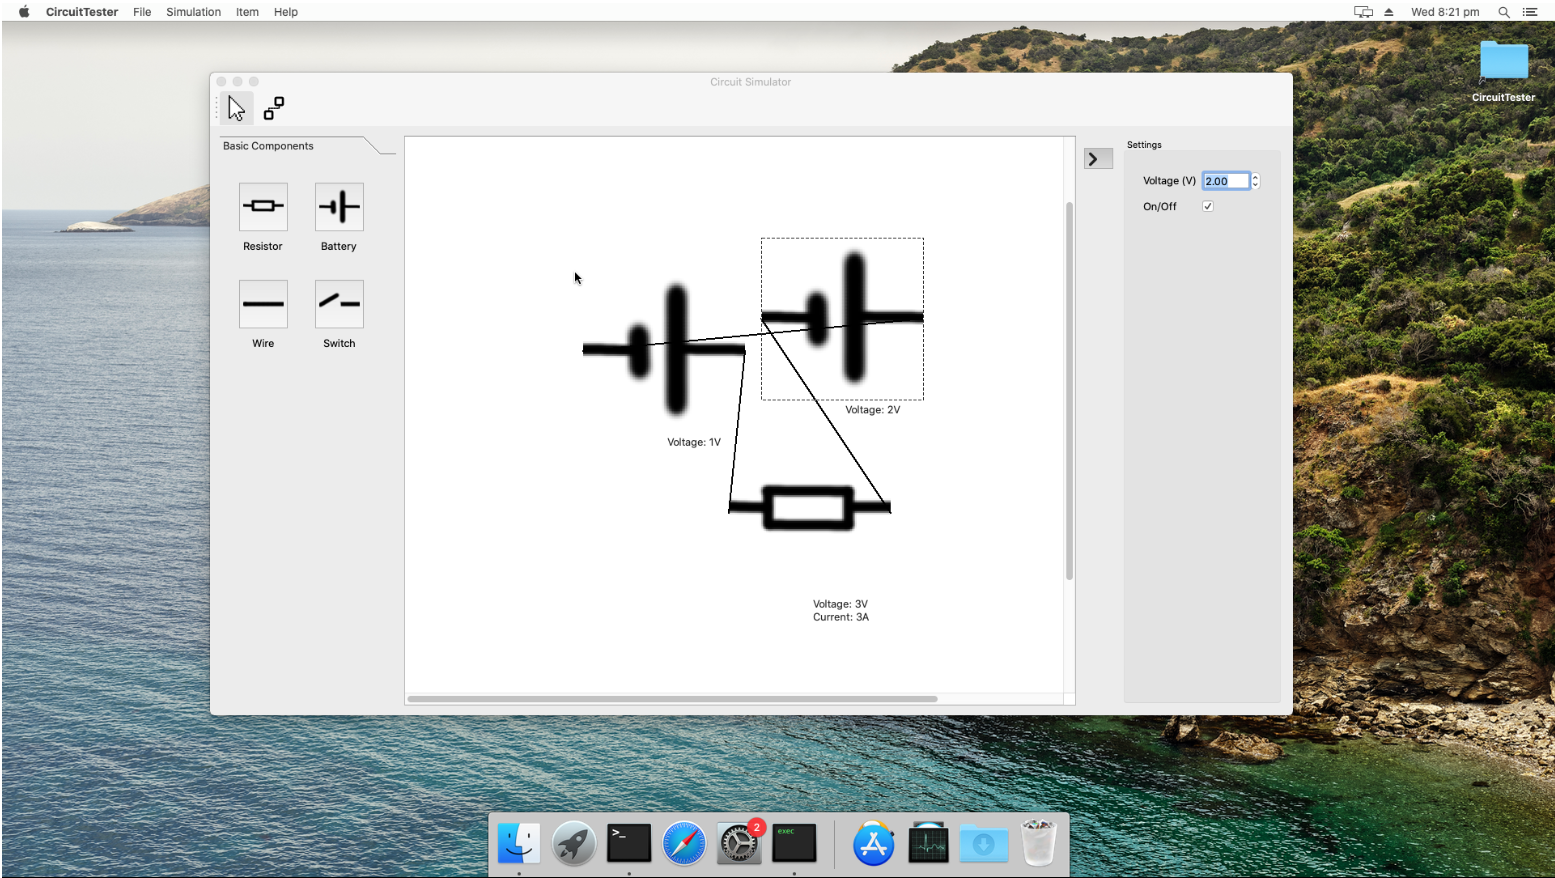 CircuitTester File Simulation Item Help
Wed 8:21 pm
CircuitTester
Circuit Simulator
Basic Components
Resistor Battery
Wire Switch
Voltage: 1V
Voltage: 2V
Voltage: 3V
Current: 3A
Settings
Voltage (V) 2.00
On/Off
>_
2
exec